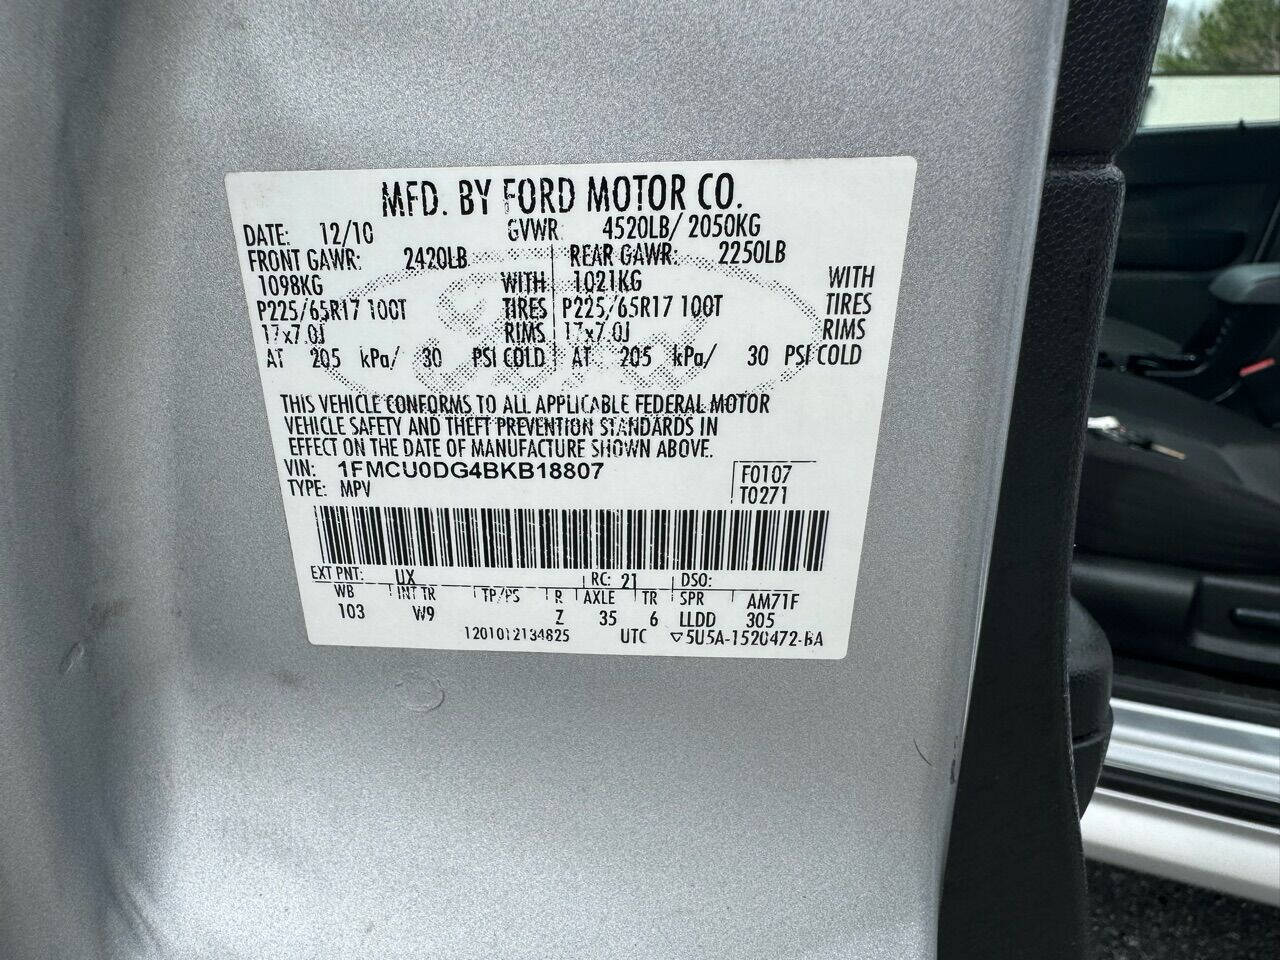 MFD. BY FORD MOTOR CO.
DATE: 12/10 GVWR: 4520LB/ 2050KG
FRONT GAWR: 2420LB REAR GAWR: 2250LB
1098KG WITH 1021KG WITH
P225/65R17 100T TIRES P225/65R17 100T TIRES
17x7.0J RIMS 17x7.0J RIMS
AT 205 kPa/ 30 PSI COLD AT 205 kPa/ 30 PSI COLD
THIS VEHICLE CONFORMS TO ALL APPLICABLE FEDERAL MOTOR
VEHICLE SAFETY AND THEFT PREVENTION STANDARDS IN
EFFECT ON THE DATE OF MANUFACTURE SHOWN ABOVE.
VIN: 1FMCU0DG4BKB18807 F0107
TYPE: MPV T0271
EXT PNT: UX RC: 21 DSO:
WB INT TR TP/PS R AXLE TR SPR AM71F
103 W9 Z 35 6 LLDD 305
1201012134825 UTC ▽5U5A-1520472-BA